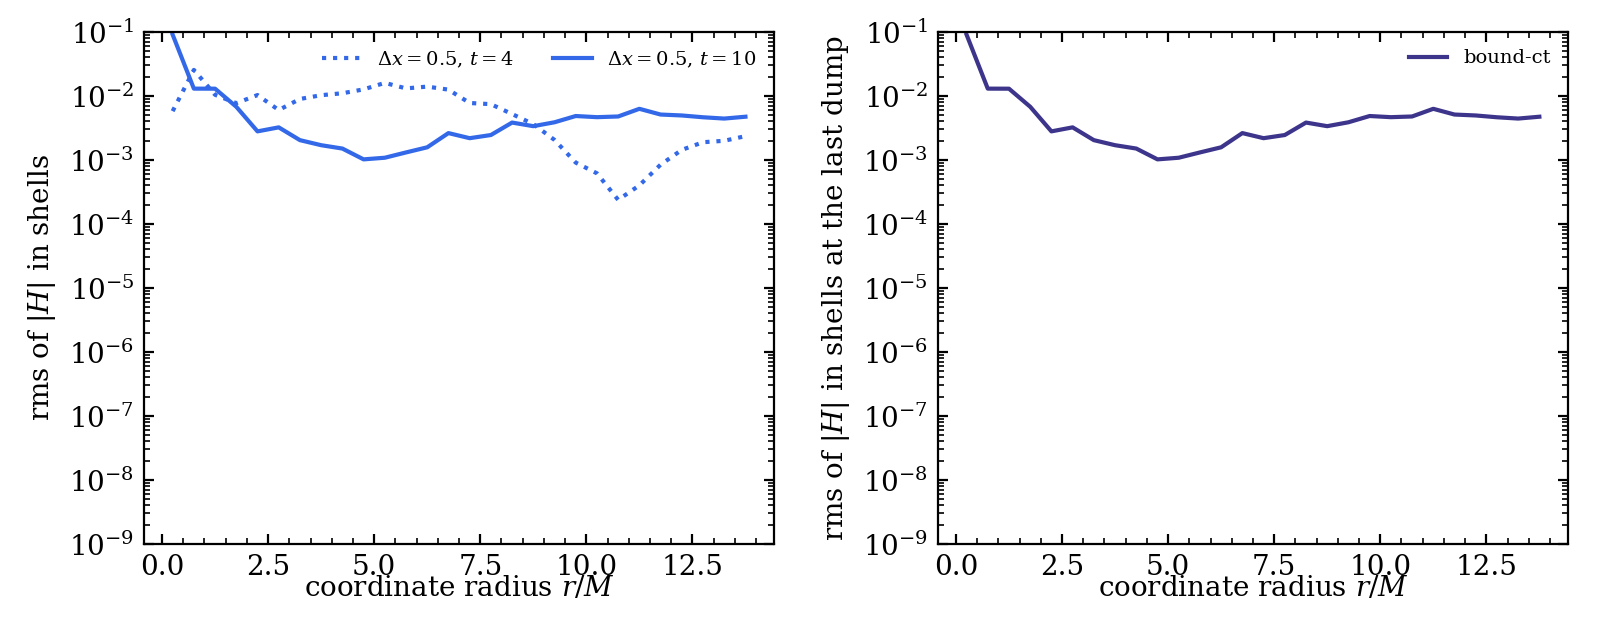 rms of |H| in shells
10⁻¹
10⁻²
10⁻³
10⁻⁴
10⁻⁵
10⁻⁶
10⁻⁷
10⁻⁸
10⁻⁹
Δx = 0.5, t = 4
Δx = 0.5, t = 10
0.0 2.5 5.0 7.5 10.0 12.5
coordinate radius r/M
rms of |H| in shells at the last dump
10⁻¹
10⁻²
10⁻³
10⁻⁴
10⁻⁵
10⁻⁶
10⁻⁷
10⁻⁸
10⁻⁹
bound-ct
0.0 2.5 5.0 7.5 10.0 12.5
coordinate radius r/M